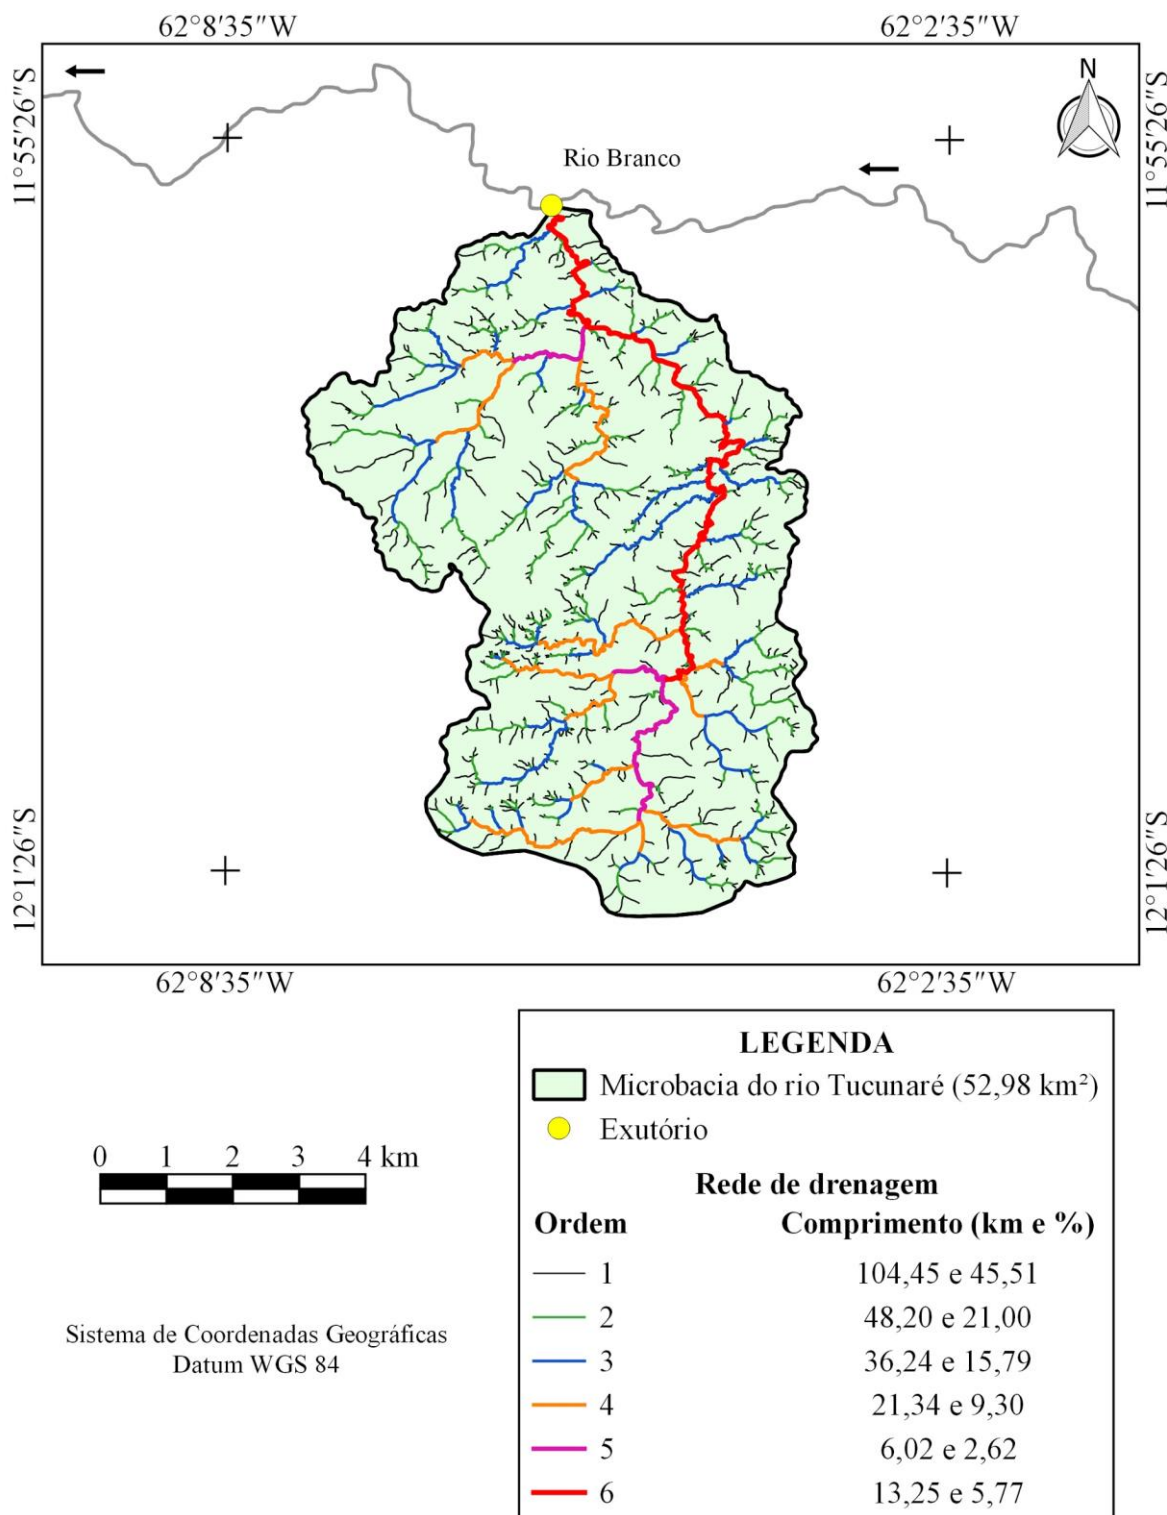 62°8′35″W 62°2′35″W
11°55′26″S
11°55′26″S
N
Rio Branco
12°1′26″S
12°1′26″S
62°8′35″W 62°2′35″W
LEGENDA
Microbacia do rio Tucunaré (52,98 km²)
Exutório
0 1 2 3 4 km
Rede de drenagem
Ordem Comprimento (km e %)
1 104,45 e 45,51
2 48,20 e 21,00
3 36,24 e 15,79
4 21,34 e 9,30
5 6,02 e 2,62
6 13,25 e 5,77
Sistema de Coordenadas Geográficas
Datum WGS 84